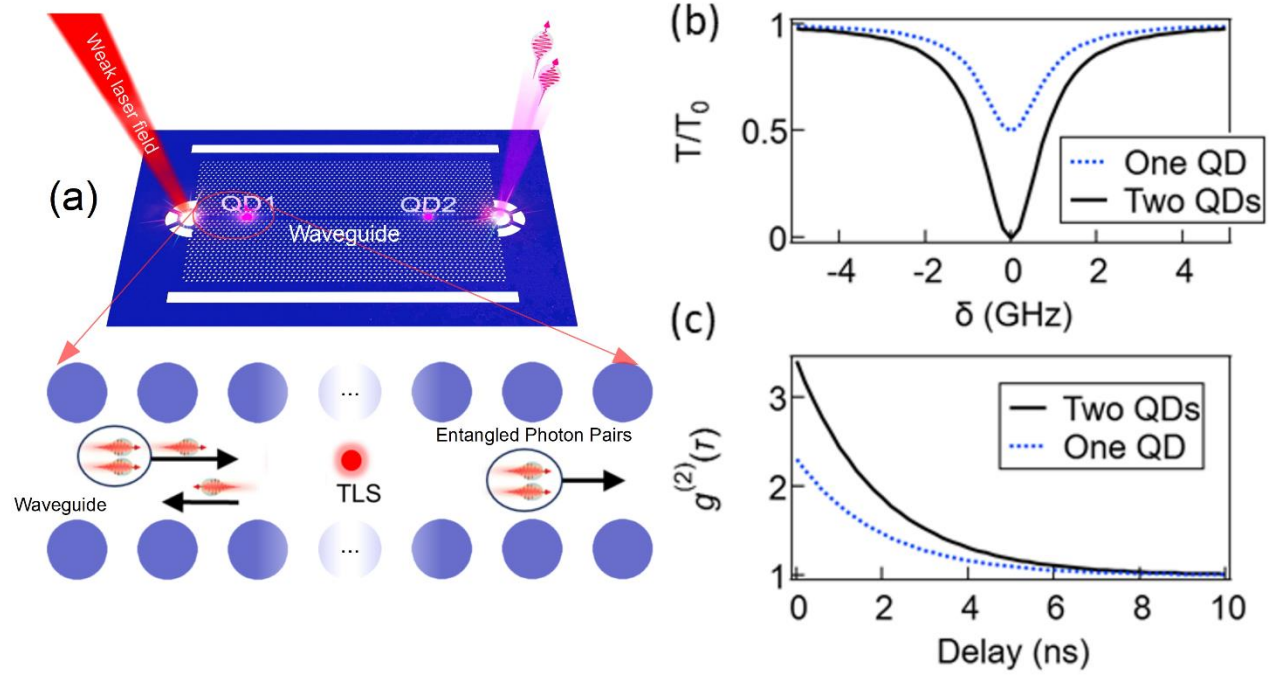 (a)
Weak laser field
QD1
QD2
Waveguide
...
Entangled Photon Pairs
TLS
Waveguide
...
(b)
T/T0
1
0.5
0
One QD
Two QDs
-4
-2
0
2
4
δ (GHz)
(c)
g(2)(τ)
3
2
1
Two QDs
One QD
0
2
4
6
8
10
Delay (ns)